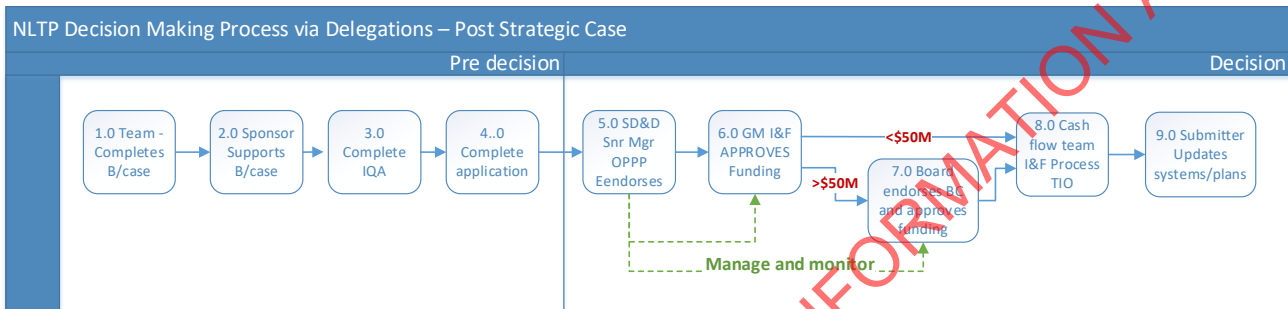 NLTP Decision Making Process via Delegations – Post Strategic Case
Pre decision
Decision
1.0 Team -
Completes
B/case
2.0 Sponsor
Supports
B/case
3.0
Complete
IQA
4..0
Complete
application
5.0 SD&D
Snr Mgr
OPPP
Eendorses
6.0 GM I&F
APPROVES
Funding
<$50M
>$50M
7.0 Board
endorses BC
and approves
funding
8.0 Cash
flow team
I&F Process
TIO
9.0 Submitter
Updates
systems/plans
Manage and monitor
INFORMATION A